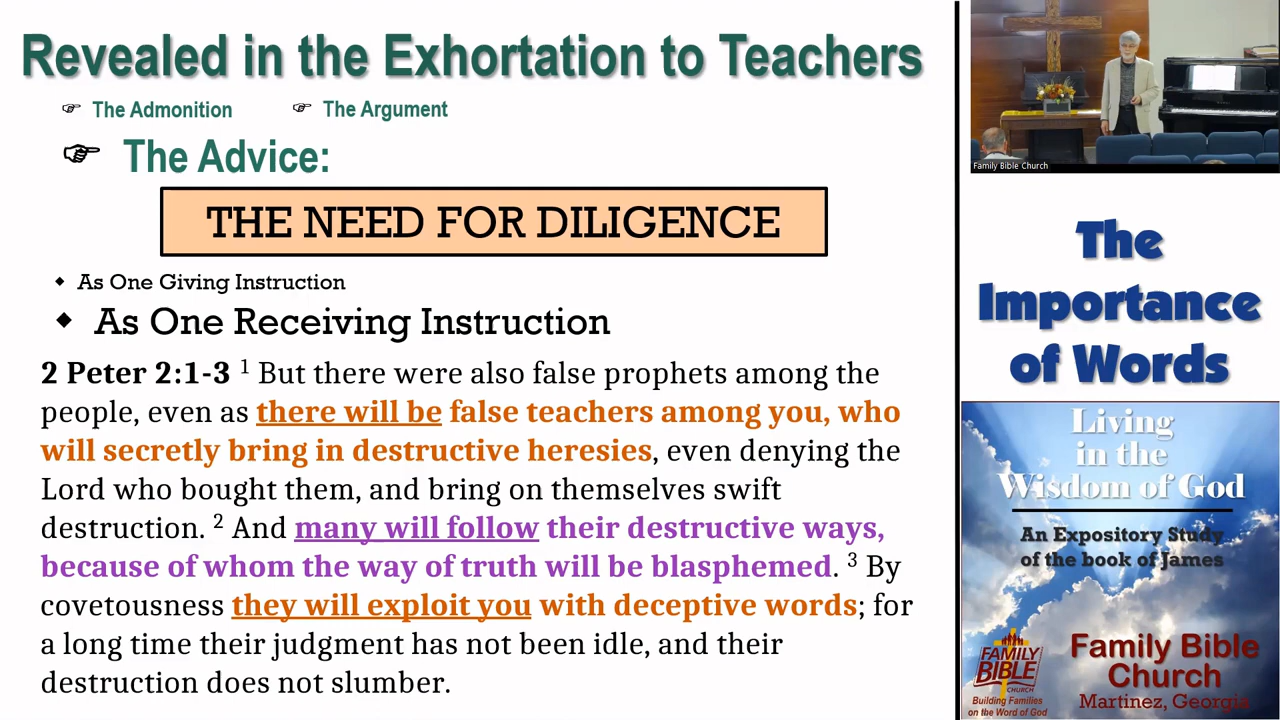 Revealed in the Exhortation to Teachers
☞ The Admonition ☞ The Argument
☞ The Advice:
THE NEED FOR DILIGENCE
◆ As One Giving Instruction
◆ As One Receiving Instruction
2 Peter 2:1-3 ¹ But there were also false prophets among the
people, even as there will be false teachers among you, who
will secretly bring in destructive heresies, even denying the
Lord who bought them, and bring on themselves swift
destruction. ² And many will follow their destructive ways,
because of whom the way of truth will be blasphemed. ³ By
covetousness they will exploit you with deceptive words; for
a long time their judgment has not been idle, and their
destruction does not slumber.
Family Bible Church
The
Importance
of Words
Living
in the
Wisdom of God
An Expository Study
of the book of James
FAMILY
BIBLE
CHURCH
Building Families
on the Word of God
Family Bible
Church
Martinez, Georgia